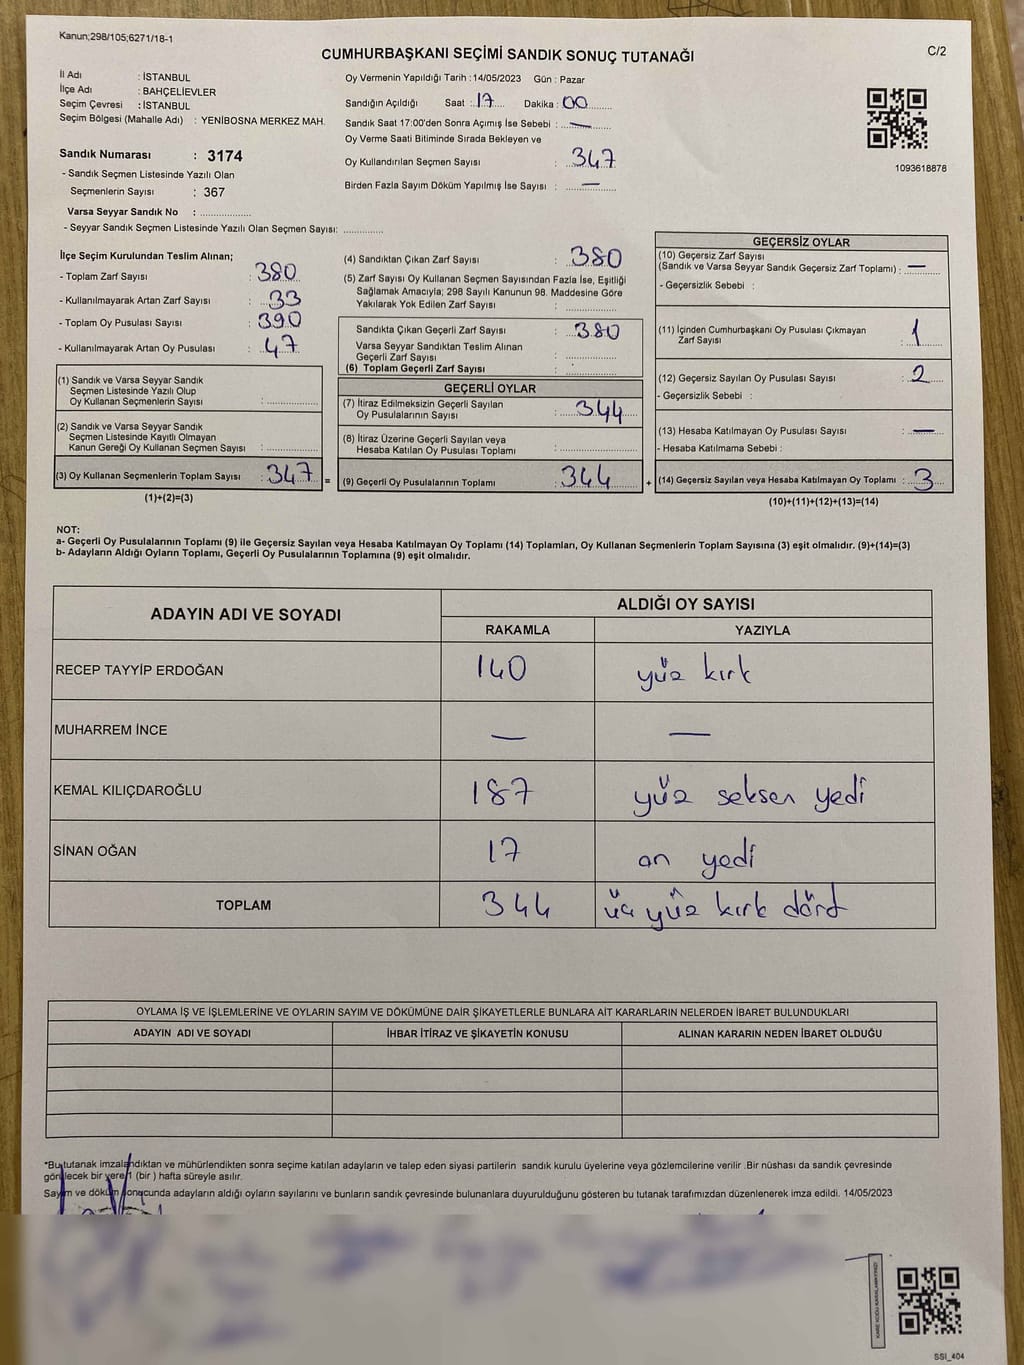 Kanun;298/105;6271/18-1
CUMHURBAŞKANI SEÇİMİ SANDIK SONUÇ TUTANAĞI
C/2
İl Adı : İSTANBUL
İlçe Adı : BAHÇELİEVLER
Seçim Çevresi : İSTANBUL
Seçim Bölgesi (Mahalle Adı) : YENİBOSNA MERKEZ MAH.
Sandık Numarası : 3174
- Sandık Seçmen Listesinde Yazılı Olan
Seçmenlerin Sayısı : 367
Varsa Seyyar Sandık No : ................
- Seyyar Sandık Seçmen Listesinde Yazılı Olan Seçmen Sayısı: ............
Oy Vermenin Yapıldığı Tarih : 14/05/2023 Gün : Pazar
Sandığın Açıldığı Saat : 17 Dakika : 00
Sandık Saat 17:00'den Sonra Açımış İse Sebebi : —
Oy Verme Saati Bitiminde Sırada Bekleyen ve
Oy Kullandırılan Seçmen Sayısı : 347
Birden Fazla Sayım Döküm Yapılmış İse Sayısı : —
1093618878
İlçe Seçim Kurulundan Teslim Alınan;
- Toplam Zarf Sayısı : 380
- Kullanılmayarak Artan Zarf Sayısı : 33
- Toplam Oy Pusulası Sayısı : 390
- Kullanılmayarak Artan Oy Pusulası : 47
(1) Sandık ve Varsa Seyyar Sandık
Seçmen Listesinde Yazılı Olup
Oy Kullanan Seçmenlerin Sayısı : ................
(2) Sandık ve Varsa Seyyar Sandık
Seçmen Listesinde Kayıtlı Olmayan
Kanun Gereği Oy Kullanan Seçmen Sayısı : ................
(3) Oy Kullanan Seçmenlerin Toplam Sayısı : 347 =
(1)+(2)=(3)
(4) Sandıktan Çıkan Zarf Sayısı : 380
(5) Zarf Sayısı Oy Kullanan Seçmen Sayısından Fazla İse, Eşitliği
Sağlamak Amacıyla; 298 Sayılı Kanunun 98. Maddesine Göre
Yakılarak Yok Edilen Zarf Sayısı : ................
Sandıkta Çıkan Geçerli Zarf Sayısı : 380
Varsa Seyyar Sandıktan Teslim Alınan
Geçerli Zarf Sayısı : ................
(6) Toplam Geçerli Zarf Sayısı : ................
GEÇERLİ OYLAR
(7) İtiraz Edilmeksizin Geçerli Sayılan
Oy Pusulalarının Sayısı : 344
(8) İtiraz Üzerine Geçerli Sayılan veya
Hesaba Katılan Oy Pusulası Toplamı : ................
(9) Geçerli Oy Pusulalarının Toplamı : 344 +
GEÇERSİZ OYLAR
(10) Geçersiz Zarf Sayısı
(Sandık ve Varsa Seyyar Sandık Geçersiz Zarf Toplamı) : —
- Geçersizlik Sebebi :
(11) İçinden Cumhurbaşkanı Oy Pusulası Çıkmayan
Zarf Sayısı : 1
(12) Geçersiz Sayılan Oy Pusulası Sayısı : 2
- Geçersizlik Sebebi :
(13) Hesaba Katılmayan Oy Pusulası Sayısı : —
- Hesaba Katılmama Sebebi :
(14) Geçersiz Sayılan veya Hesaba Katılmayan Oy Toplamı : 3
(10)+(11)+(12)+(13)=(14)
NOT:
a- Geçerli Oy Pusulalarının Toplamı (9) ile Geçersiz Sayılan veya Hesaba Katılmayan Oy Toplamı (14) Toplamları, Oy Kullanan Seçmenlerin Toplam Sayısına (3) eşit olmalıdır. (9)+(14)=(3)
b- Adayların Aldığı Oyların Toplamı, Geçerli Oy Pusulalarının Toplamına (9) eşit olmalıdır.
ADAYIN ADI VE SOYADI
ALDIĞI OY SAYISI
RAKAMLA YAZIYLA
RECEP TAYYİP ERDOĞAN 140 yüz kırk
MUHARREM İNCE — —
KEMAL KILIÇDAROĞLU 187 yüz seksen yedi
SİNAN OĞAN 17 on yedi
TOPLAM 344 üç yüz kırk dört
OYLAMA İŞ VE İŞLEMLERİNE VE OYLARIN SAYIM VE DÖKÜMÜNE DAİR ŞİKAYETLERLE BUNLARA AİT KARARLARIN NELERDEN İBARET BULUNDUKLARI
ADAYIN ADI VE SOYADI İHBAR İTİRAZ VE ŞİKAYETİN KONUSU ALINAN KARARIN NEDEN İBARET OLDUĞU
*Bu tutanak imzalandıktan ve mühürlendikten sonra seçime katılan adayların ve talep eden siyasi partilerin sandık kurulu üyelerine veya gözlemcilerine verilir .Bir nüshası da sandık çevresinde
görülecek bir yere 1 (bir ) hafta süreyle asılır.
Sayım ve döküm sonucunda adayların aldığı oyların sayılarını ve bunların sandık çevresinde bulunanlara duyurulduğunu gösteren bu tutanak tarafımızdan düzenlenerek imza edildi. 14/05/2023
KARE KODU KARALAMAYINIZ!
SSI_404